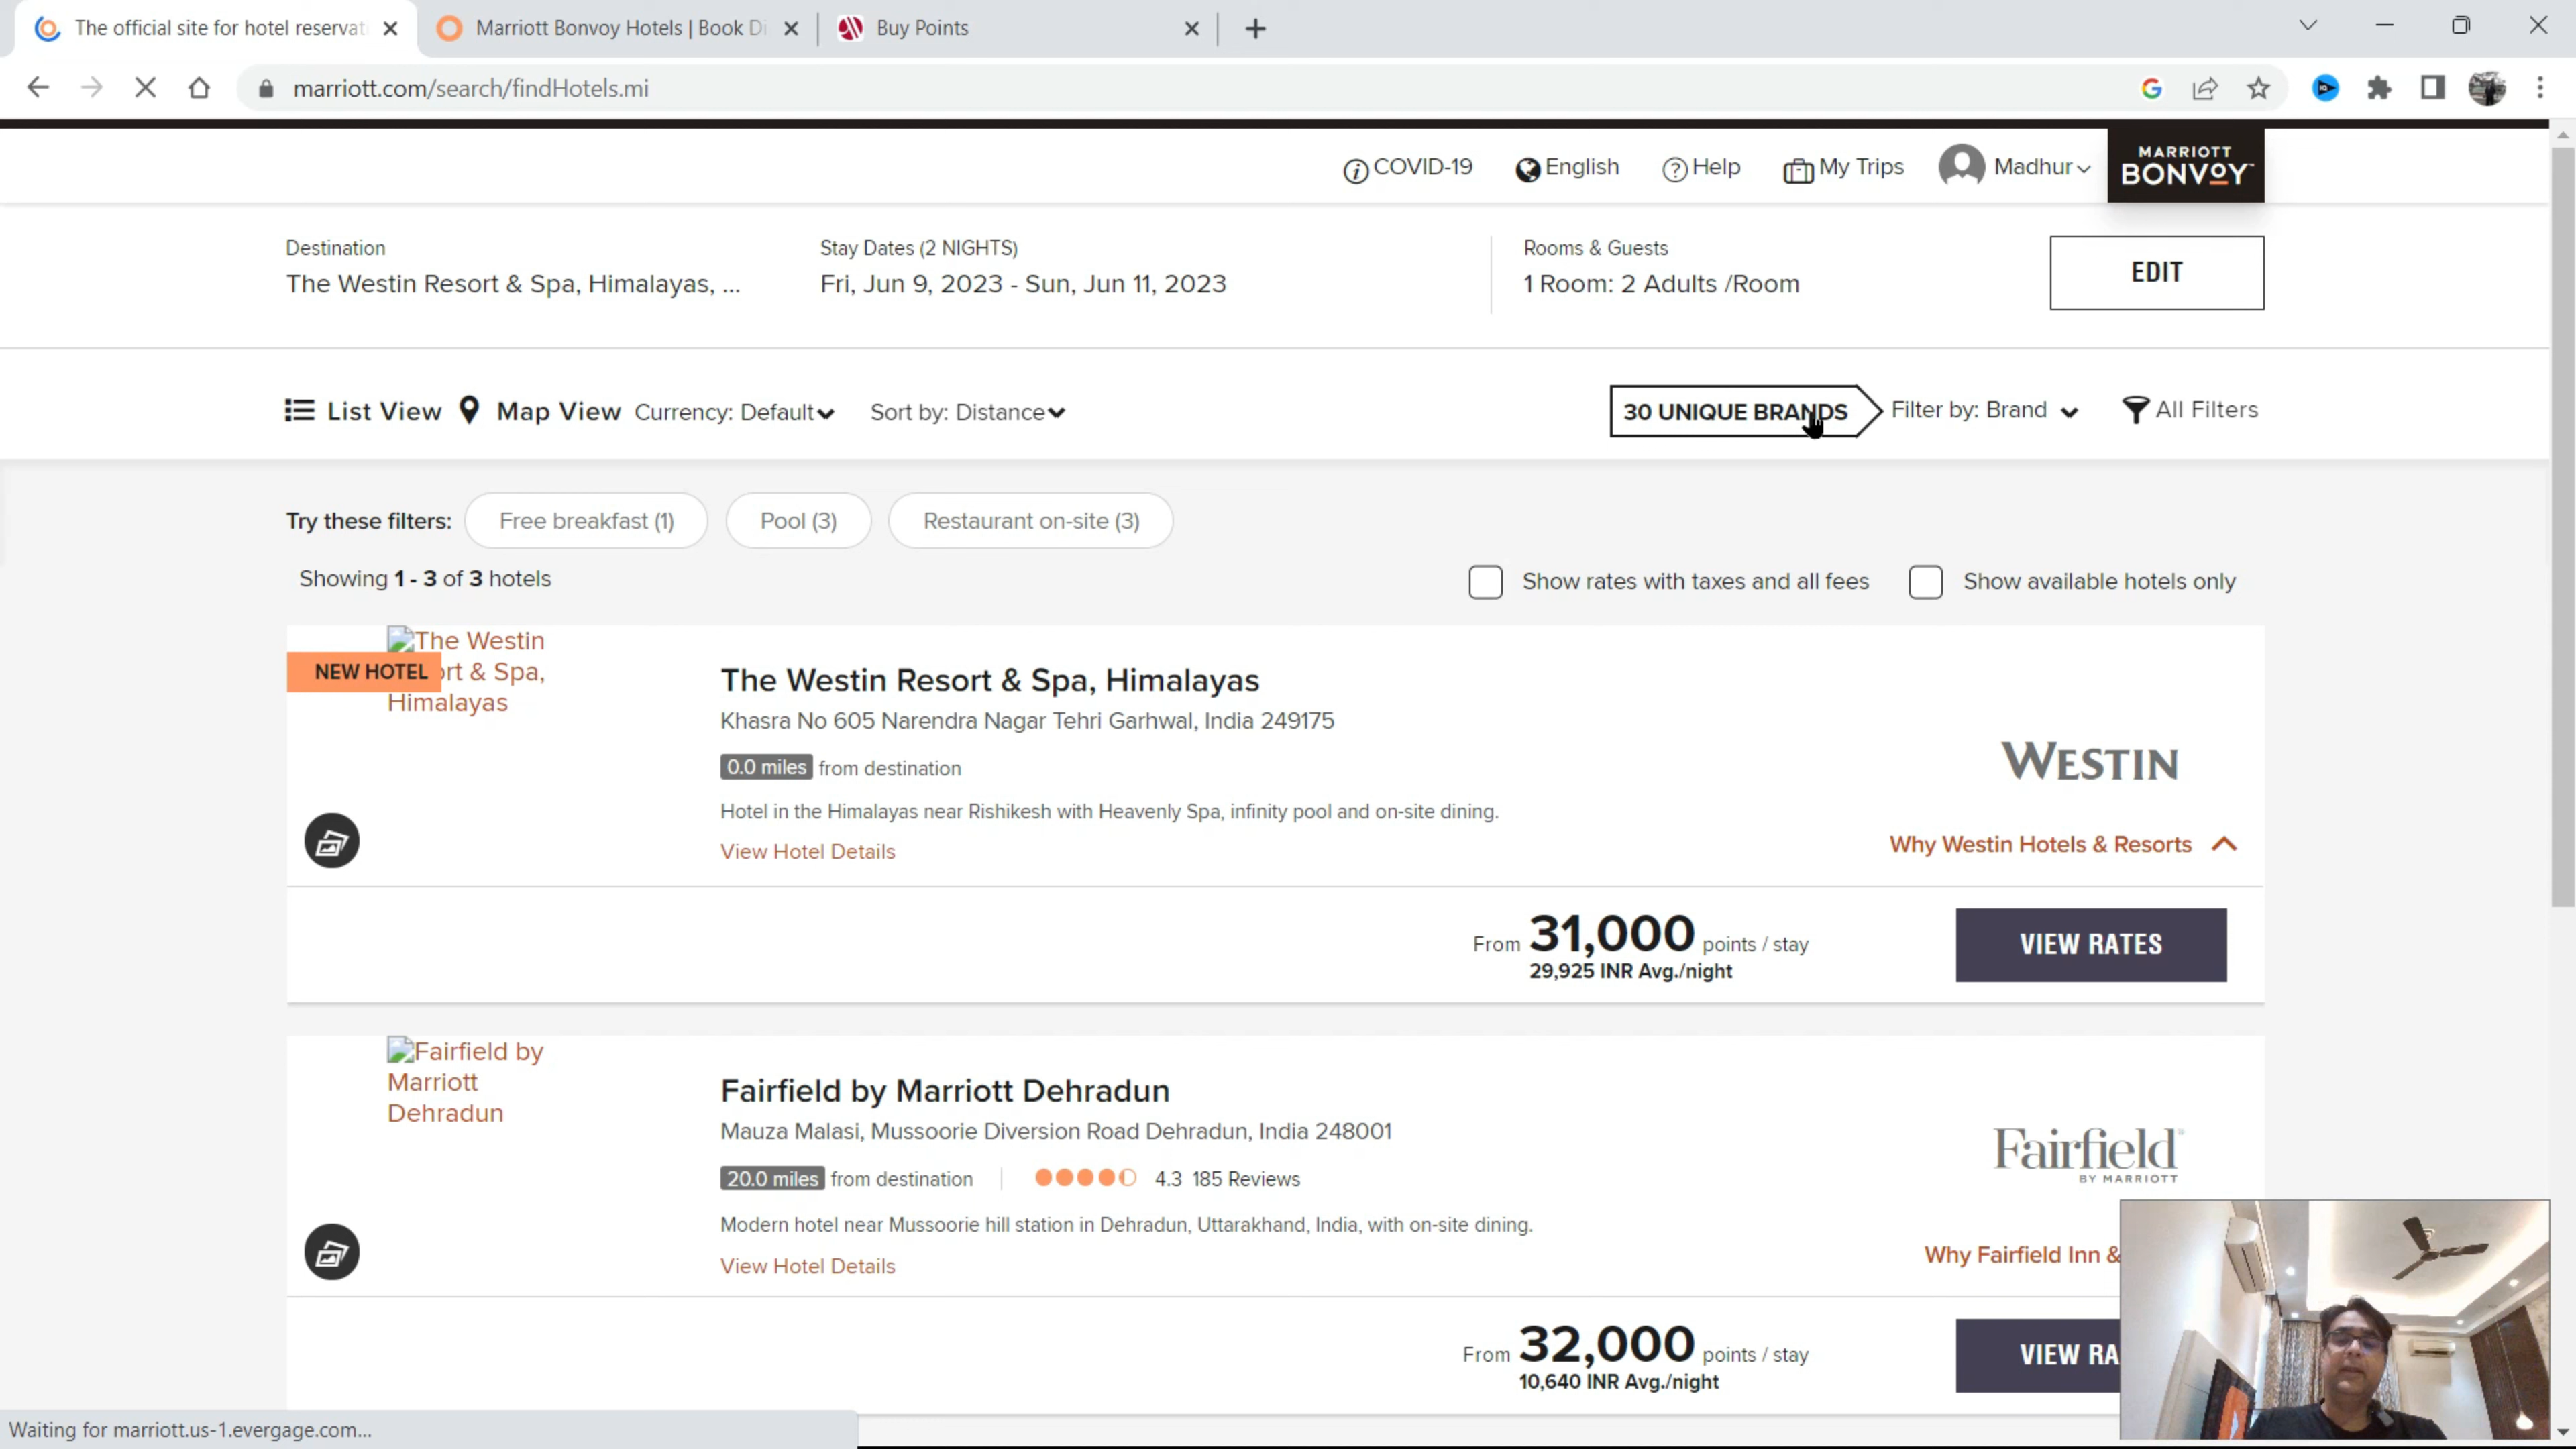 The official site for hotel reservat
Marriott Bonvoy Hotels | Book Di
Buy Points
marriott.com/search/findHotels.mi
COVID-19
English
Help
My Trips
Madhur
MARRIOTT
BONVOY
Destination
The Westin Resort & Spa, Himalayas, ...
Stay Dates (2 NIGHTS)
Fri, Jun 9, 2023 - Sun, Jun 11, 2023
Rooms & Guests
1 Room: 2 Adults /Room
EDIT
List View
Map View
Currency: Default
Sort by: Distance
30 UNIQUE BRANDS
Filter by: Brand
All Filters
Try these filters:
Free breakfast (1)
Pool (3)
Restaurant on-site (3)
Showing 1 - 3 of 3 hotels
Show rates with taxes and all fees
Show available hotels only
NEW HOTEL
The Westin
rt & Spa,
Himalayas
The Westin Resort & Spa, Himalayas
Khasra No 605 Narendra Nagar Tehri Garhwal, India 249175
0.0 miles from destination
Hotel in the Himalayas near Rishikesh with Heavenly Spa, infinity pool and on-site dining.
View Hotel Details
WESTIN
Why Westin Hotels & Resorts
From 31,000 points / stay
29,925 INR Avg./night
VIEW RATES
Fairfield by
Marriott
Dehradun
Fairfield by Marriott Dehradun
Mauza Malasi, Mussoorie Diversion Road Dehradun, India 248001
20.0 miles from destination
4.3 185 Reviews
Modern hotel near Mussoorie hill station in Dehradun, Uttarakhand, India, with on-site dining.
View Hotel Details
Fairfield
BY MARRIOTT
Why Fairfield Inn &
From 32,000 points / stay
10,640 INR Avg./night
VIEW RA
Waiting for marriott.us-1.evergage.com...